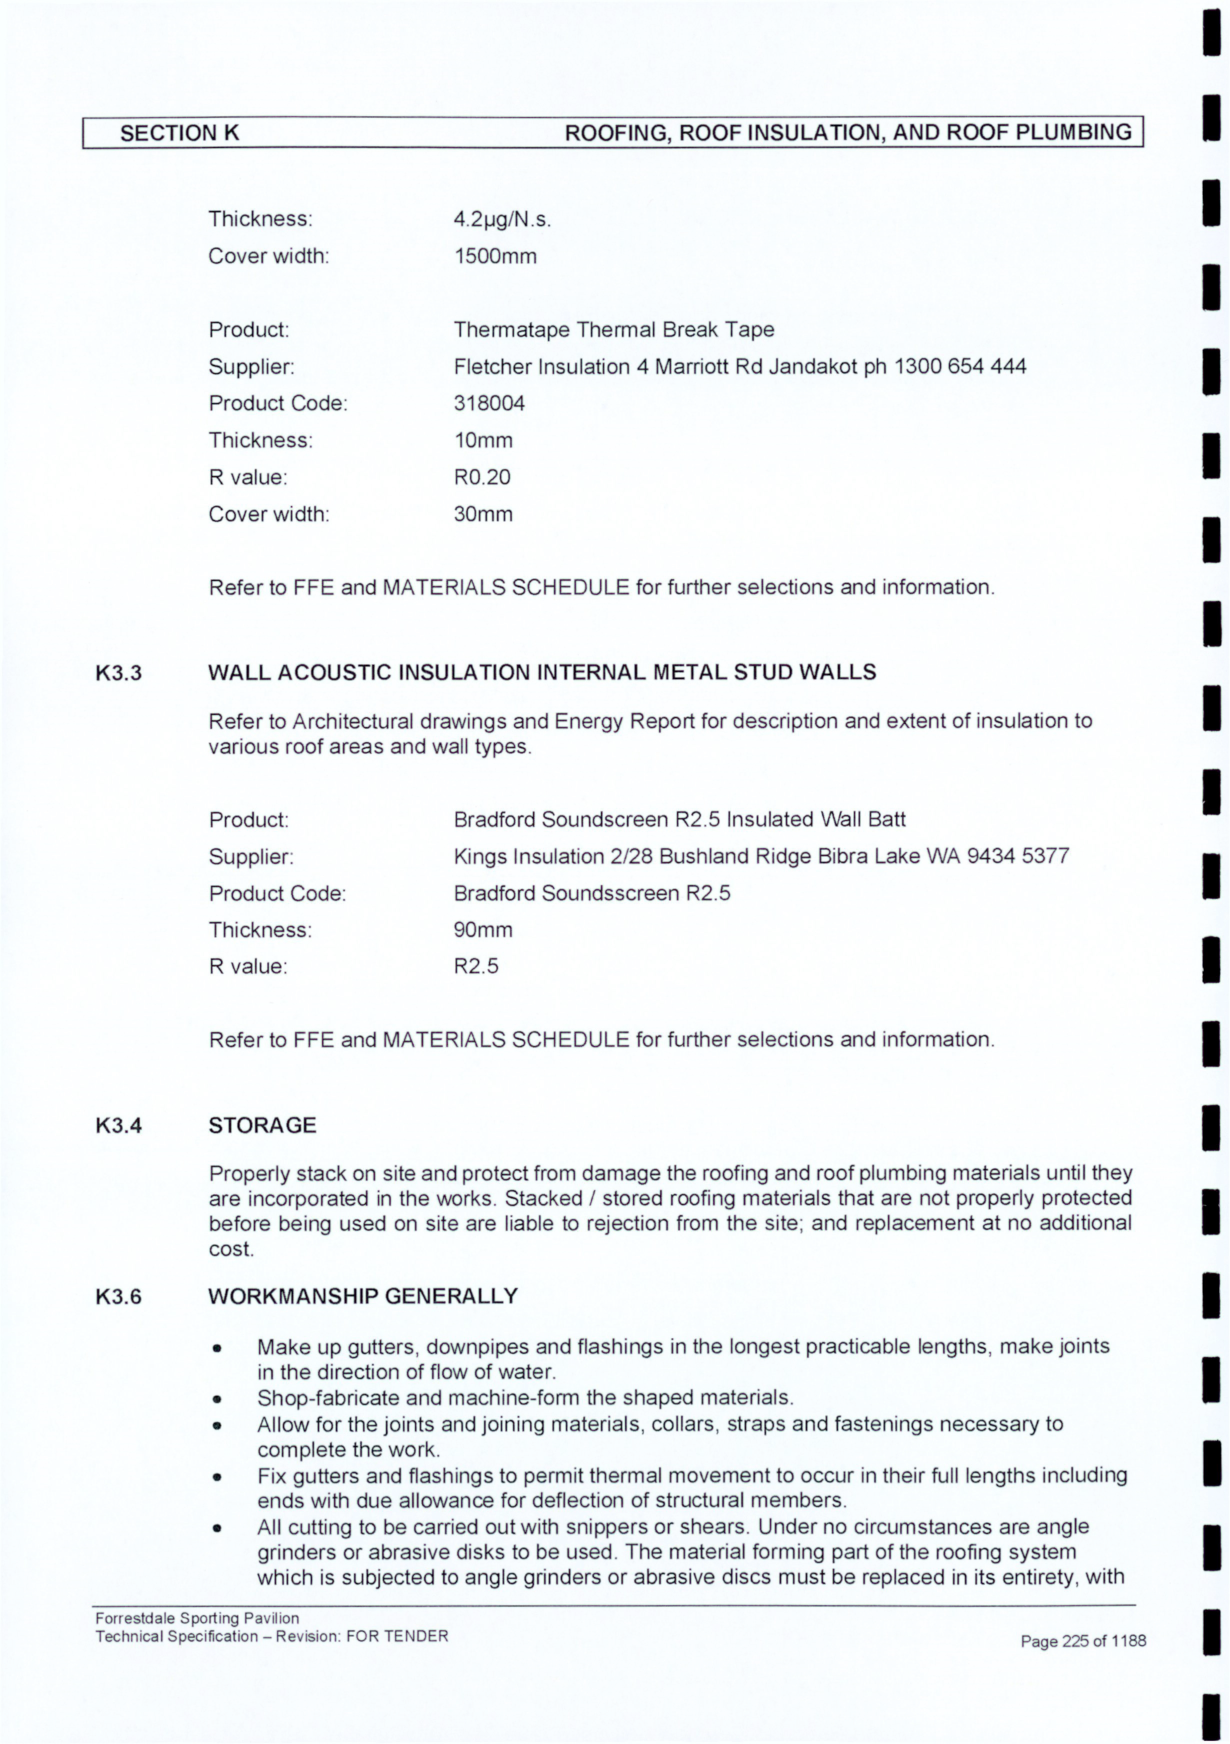 SECTION K ROOFING, ROOF INSULATION, AND ROOF PLUMBING
Thickness: 4.2µg/N.s.
Cover width: 1500mm
Product: Thermatape Thermal Break Tape
Supplier: Fletcher Insulation 4 Marriott Rd Jandakot ph 1300 654 444
Product Code: 318004
Thickness: 10mm
R value: R0.20
Cover width: 30mm
Refer to FFE and MATERIALS SCHEDULE for further selections and information.
K3.3 WALL ACOUSTIC INSULATION INTERNAL METAL STUD WALLS
Refer to Architectural drawings and Energy Report for description and extent of insulation to
various roof areas and wall types.
Product: Bradford Soundscreen R2.5 Insulated Wall Batt
Supplier: Kings Insulation 2/28 Bushland Ridge Bibra Lake WA 9434 5377
Product Code: Bradford Soundsscreen R2.5
Thickness: 90mm
R value: R2.5
Refer to FFE and MATERIALS SCHEDULE for further selections and information.
K3.4 STORAGE
Properly stack on site and protect from damage the roofing and roof plumbing materials until they
are incorporated in the works. Stacked / stored roofing materials that are not properly protected
before being used on site are liable to rejection from the site; and replacement at no additional
cost.
K3.6 WORKMANSHIP GENERALLY
• Make up gutters, downpipes and flashings in the longest practicable lengths, make joints
in the direction of flow of water.
• Shop-fabricate and machine-form the shaped materials.
• Allow for the joints and joining materials, collars, straps and fastenings necessary to
complete the work.
• Fix gutters and flashings to permit thermal movement to occur in their full lengths including
ends with due allowance for deflection of structural members.
• All cutting to be carried out with snippers or shears. Under no circumstances are angle
grinders or abrasive disks to be used. The material forming part of the roofing system
which is subjected to angle grinders or abrasive discs must be replaced in its entirety, with
Forrestdale Sporting Pavilion
Technical Specification – Revision: FOR TENDER
Page 225 of 1188